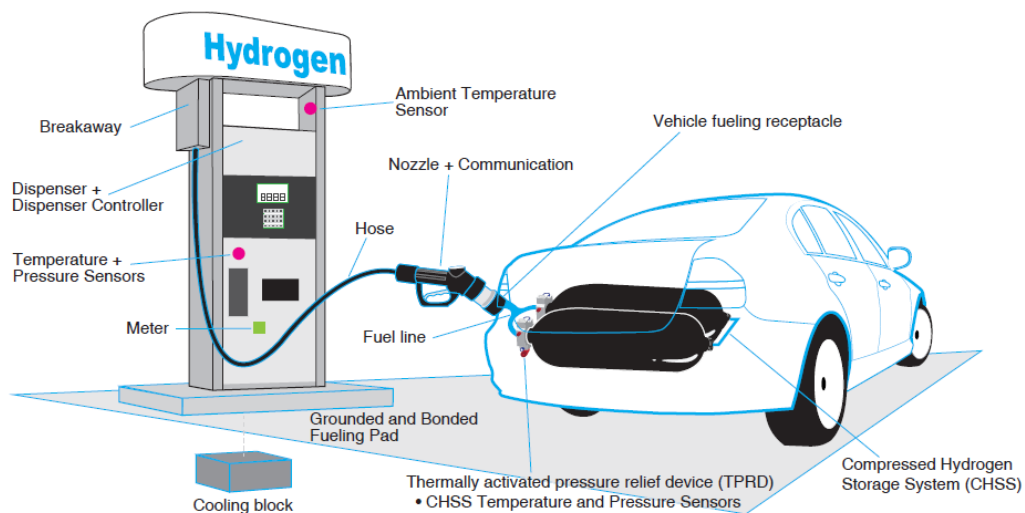 Hydrogen
Ambient Temperature
Sensor
Breakaway
Vehicle fueling receptacle
Nozzle + Communication
Dispenser +
Dispenser Controller
Hose
Temperature +
Pressure Sensors
Meter
Fuel line
Grounded and Bonded
Fueling Pad
Cooling block
Thermally activated pressure relief device (TPRD)
• CHSS Temperature and Pressure Sensors
Compressed Hydrogen
Storage System (CHSS)